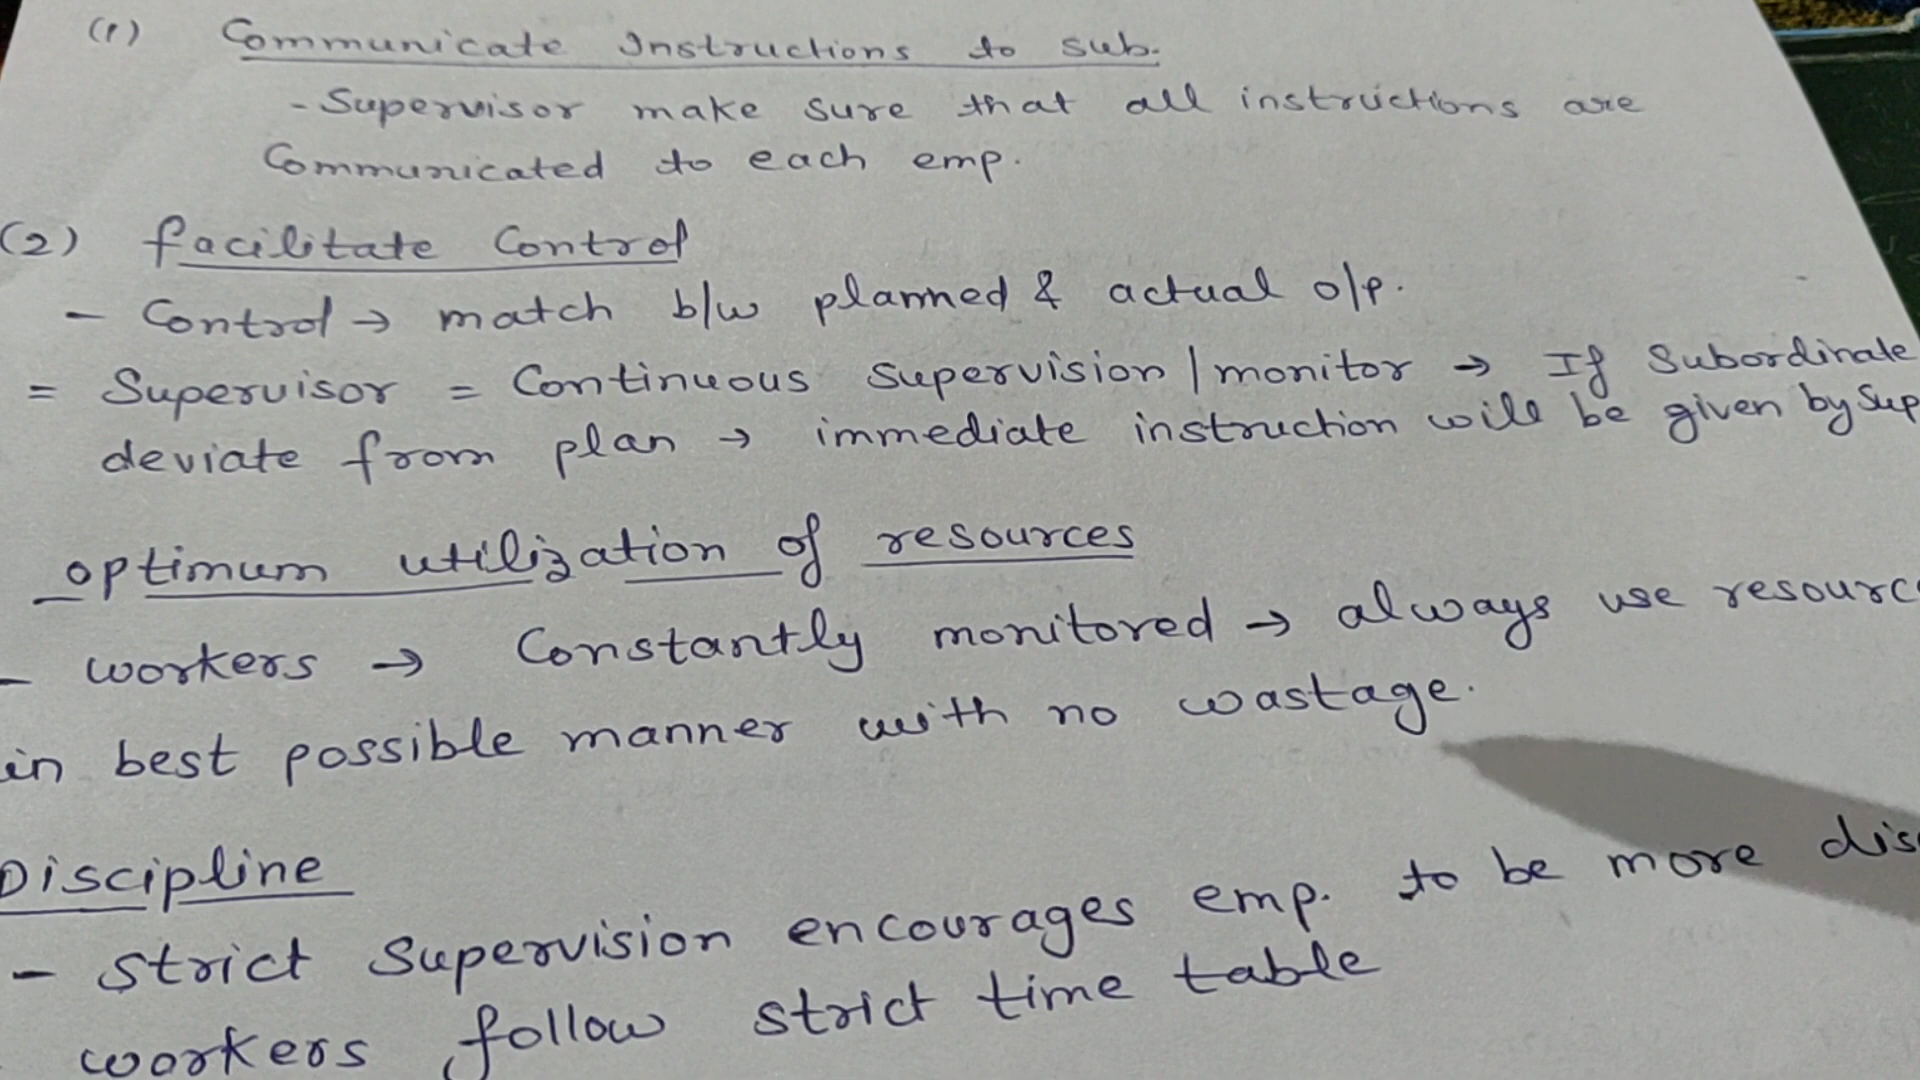 (1) Communicate Instructions to sub.
- Supervisor make sure that all instructions are
Communicated to each emp.
(2) facilitate Control
- Control → match b/w planned & actual o/p.
= Supervisor = Continuous supervision / monitor → If Subordinate
deviate from plan → immediate instruction will be given by Sup
optimum utilization of resources
- workers → Constantly monitored → always use resourc
in best possible manner with no wastage.
Discipline
- strict Supervision encourages emp. to be more dis
workers follow strict time table